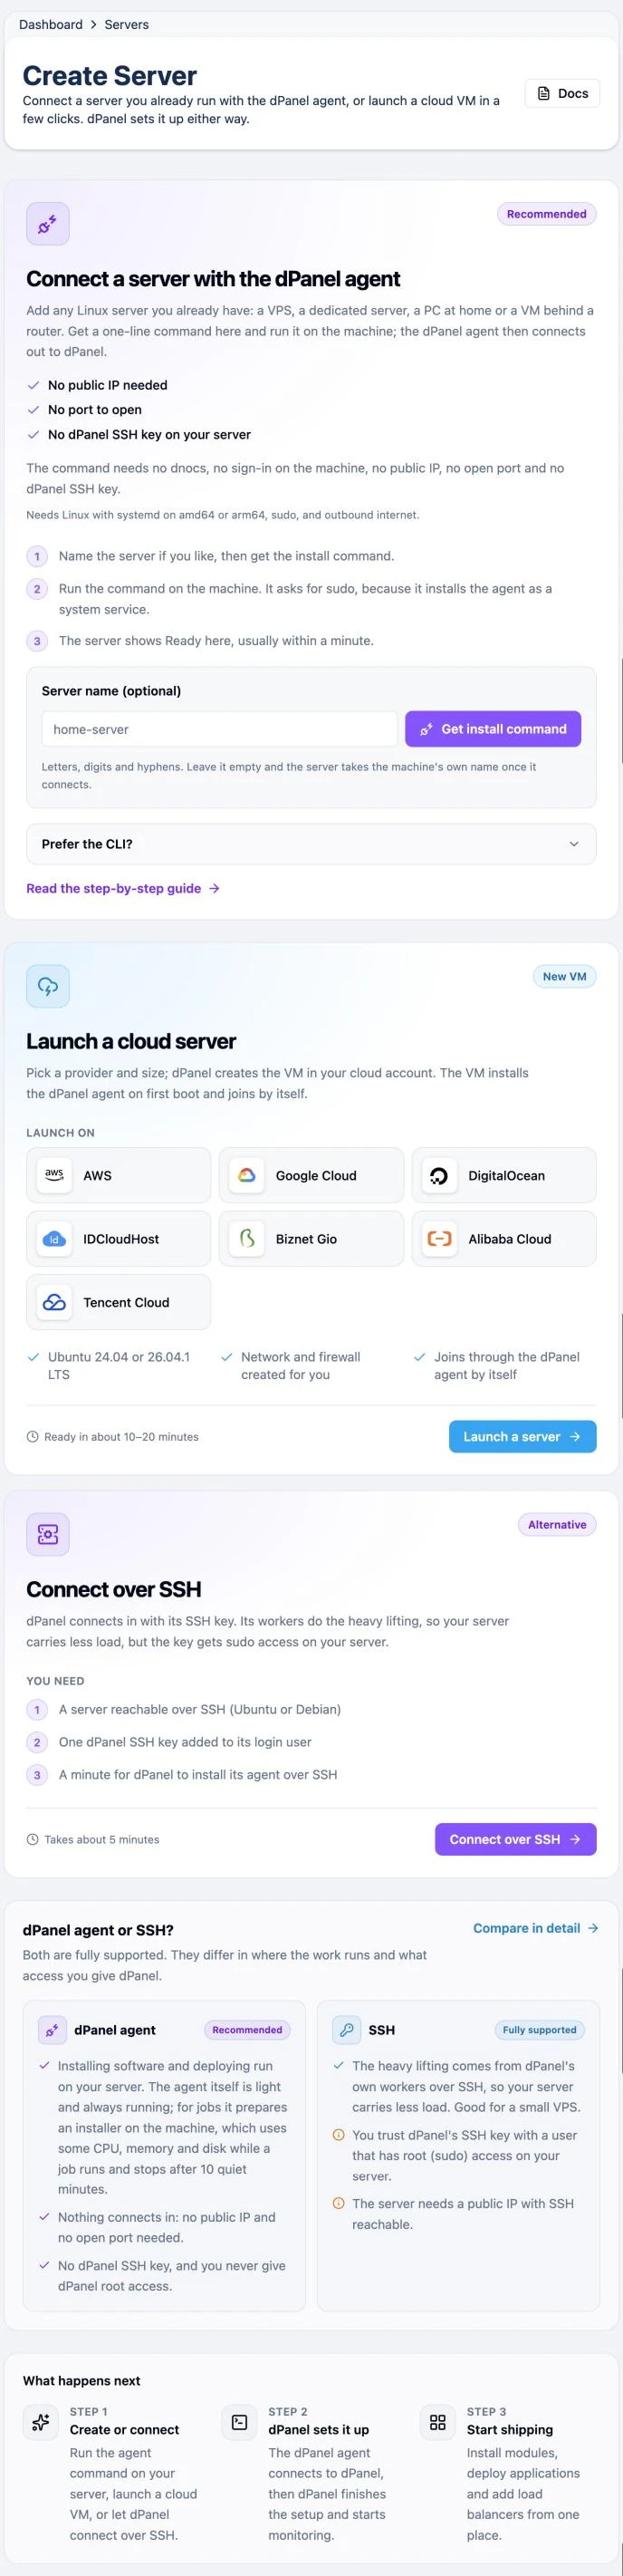 Dashboard > Servers
Create Server
Connect a server you already run with the dPanel agent, or launch a cloud VM in a
few clicks. dPanel sets it up either way.
Docs
Recommended
Connect a server with the dPanel agent
Add any Linux server you already have: a VPS, a dedicated server, a PC at home or a VM behind a
router. Get a one-line command here and run it on the machine; the dPanel agent then connects
out to dPanel.
No public IP needed
No port to open
No dPanel SSH key on your server
The command needs no dnocs, no sign-in on the machine, no public IP, no open port and no
dPanel SSH key.
Needs Linux with systemd on amd64 or arm64, sudo, and outbound internet.
1 Name the server if you like, then get the install command.
2 Run the command on the machine. It asks for sudo, because it installs the agent as a
system service.
3 The server shows Ready here, usually within a minute.
Server name (optional)
home-server
Get install command
Letters, digits and hyphens. Leave it empty and the server takes the machine's own name once it
connects.
Prefer the CLI?
Read the step-by-step guide →
New VM
Launch a cloud server
Pick a provider and size; dPanel creates the VM in your cloud account. The VM installs
the dPanel agent on first boot and joins by itself.
LAUNCH ON
aws AWS
Google Cloud
DigitalOcean
id IDCloudHost
Biznet Gio
Alibaba Cloud
Tencent Cloud
Ubuntu 24.04 or 26.04.1
LTS
Network and firewall
created for you
Joins through the dPanel
agent by itself
Ready in about 10–20 minutes
Launch a server →
Alternative
Connect over SSH
dPanel connects in with its SSH key. Its workers do the heavy lifting, so your server
carries less load, but the key gets sudo access on your server.
YOU NEED
1 A server reachable over SSH (Ubuntu or Debian)
2 One dPanel SSH key added to its login user
3 A minute for dPanel to install its agent over SSH
Takes about 5 minutes
Connect over SSH →
dPanel agent or SSH?
Compare in detail →
Both are fully supported. They differ in where the work runs and what
access you give dPanel.
dPanel agent
Recommended
Installing software and deploying run
on your server. The agent itself is light
and always running; for jobs it prepares
an installer on the machine, which uses
some CPU, memory and disk while a
job runs and stops after 10 quiet
minutes.
Nothing connects in: no public IP and
no open port needed.
No dPanel SSH key, and you never give
dPanel root access.
SSH
Fully supported
The heavy lifting comes from dPanel's
own workers over SSH, so your server
carries less load. Good for a small VPS.
You trust dPanel's SSH key with a user
that has root (sudo) access on your
server.
The server needs a public IP with SSH
reachable.
What happens next
STEP 1
Create or connect
Run the agent
command on your
server, launch a cloud
VM, or let dPanel
connect over SSH.
STEP 2
dPanel sets it up
The dPanel agent
connects to dPanel,
then dPanel finishes
the setup and starts
monitoring.
STEP 3
Start shipping
Install modules,
deploy applications
and add load
balancers from one
place.